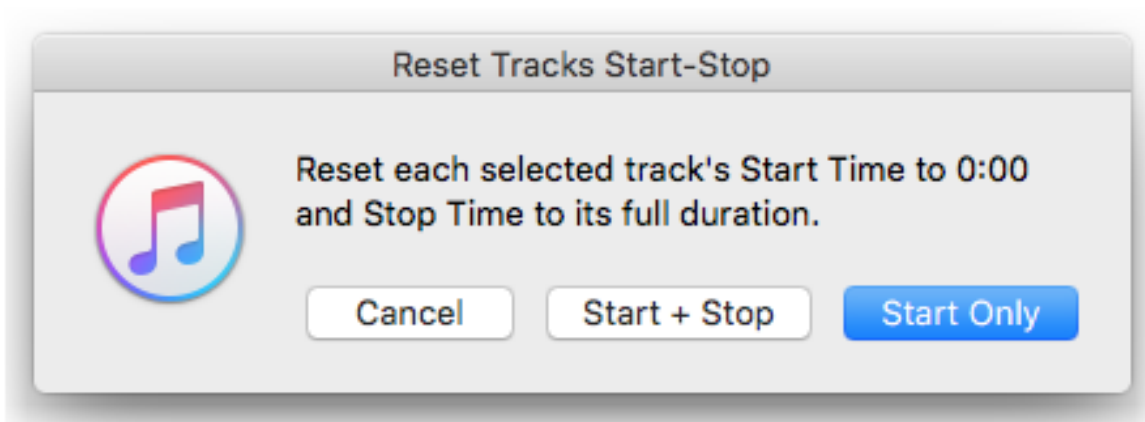 Reset Tracks Start-Stop
Reset each selected track's Start Time to 0:00
and Stop Time to its full duration.
Cancel
Start + Stop
Start Only